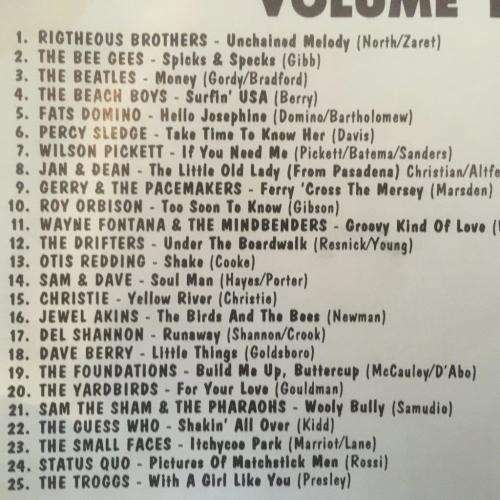 VOLUME
1. RIGTHEOUS BROTHERS - Unchained Melody (North/Zaret)
2. THE BEE GEES - Spicks & Specks (Gibb)
3. THE BEATLES - Money (Gordy/Bradford)
4. THE BEACH BOYS - Surfin' USA (Berry)
5. FATS DOMINO - Hello Josephine (Domino/Bartholomew)
6. PERCY SLEDGE - Take Time To Know Her (Davis)
7. WILSON PICKETT - If You Need Me (Pickett/Batema/Sanders)
8. JAN & DEAN - The Little Old Lady (From Pasadena) Christian/Altfe
9. GERRY & THE PACEMAKERS - Ferry 'Cross The Mersey (Marsden)
10. ROY ORBISON - Too Soon To Know (Gibson)
11. WAYNE FONTANA & THE MINDBENDERS - Groovy Kind Of Love (
12. THE DRIFTERS - Under The Boardwalk (Resnick/Young)
13. OTIS REDDING - Shake (Cooke)
14. SAM & DAVE - Soul Man (Hayes/Porter)
15. CHRISTIE - Yellow River (Christie)
16. JEWEL AKINS - The Birds And The Bees (Newman)
17. DEL SHANNON - Runaway (Shannon/Crook)
18. DAVE BERRY - Little Things (Goldsboro)
19. THE FOUNDATIONS - Build Me Up, Buttercup (McCauley/D'Abo)
20. THE YARDBIRDS - For Your Love (Gouldman)
21. SAM THE SHAM & THE PHARAOHS - Wooly Bully (Samudio)
22. THE GUESS WHO - Shakin' All Over (Kidd)
23. THE SMALL FACES - Itchycoe Park (Marriot/Lane)
24. STATUS QUO - Pictures Of Matchstick Men (Rossi)
25. THE TROGGS - With A Girl Like You (Presley)